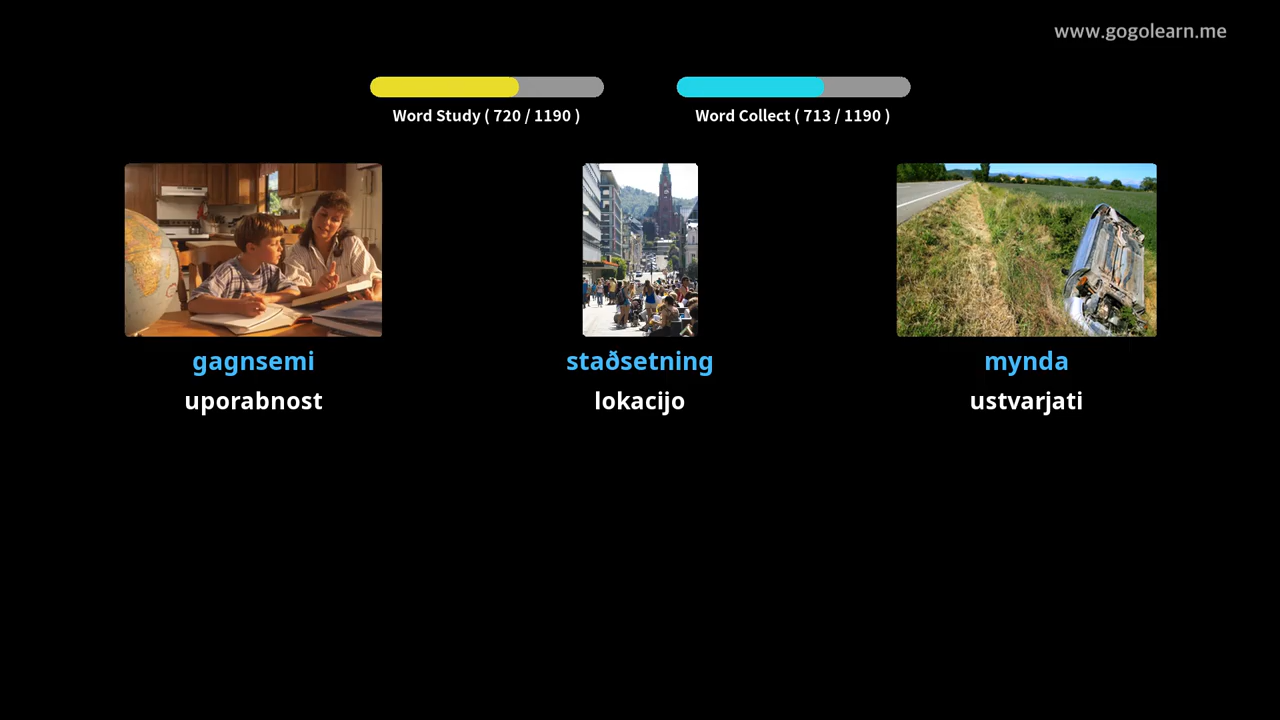 www.gogolearn.me
Word Study ( 720 / 1190 )
Word Collect ( 713 / 1190 )
gagnsemi
staðsetning
mynda
uporabnost
lokacijo
ustvarjati